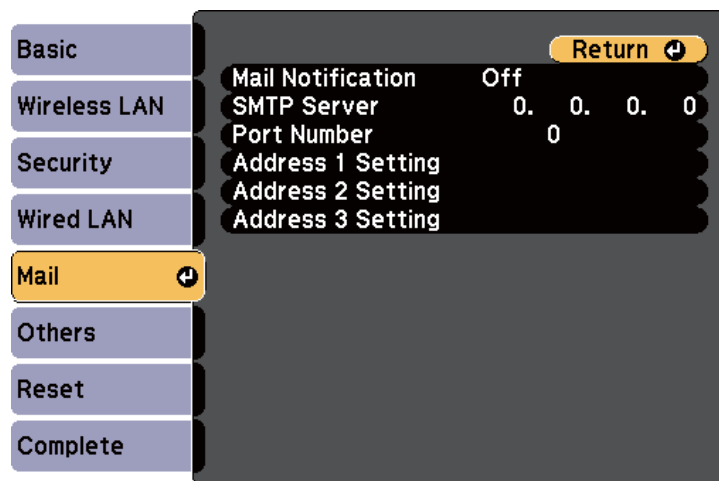 Basic
Wireless LAN
Security
Wired LAN
Mail
Others
Reset
Complete
Return
Mail Notification Off
SMTP Server 0. 0. 0. 0
Port Number 0
Address 1 Setting
Address 2 Setting
Address 3 Setting